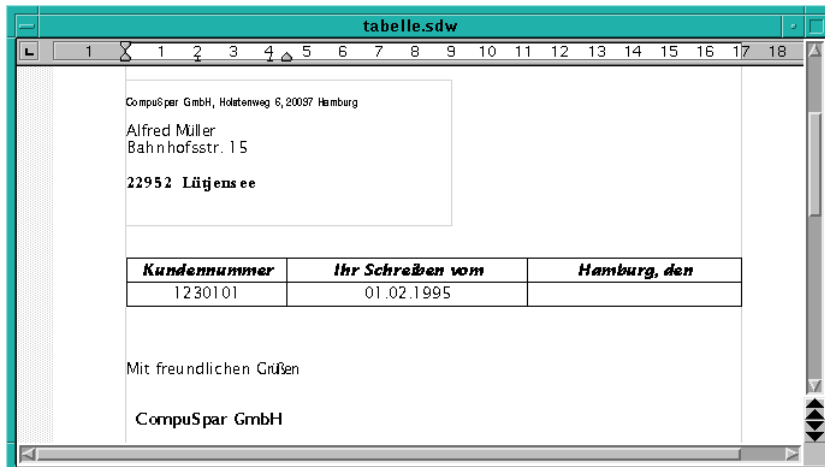 tabelle.sdw
1 1 2 3 4 5 6 7 8 9 10 11 12 13 14 15 16 17 18
CompuSpar GmbH, Holstenweg 6, 20097 Hamburg
Alfred Müller
Bahnhofsstr. 15
22952 Lütjensee
Kundennummer Ihr Schreiben vom Hamburg, den
1230101 01.02.1995
Mit freundlichen Grüßen
CompuSpar GmbH